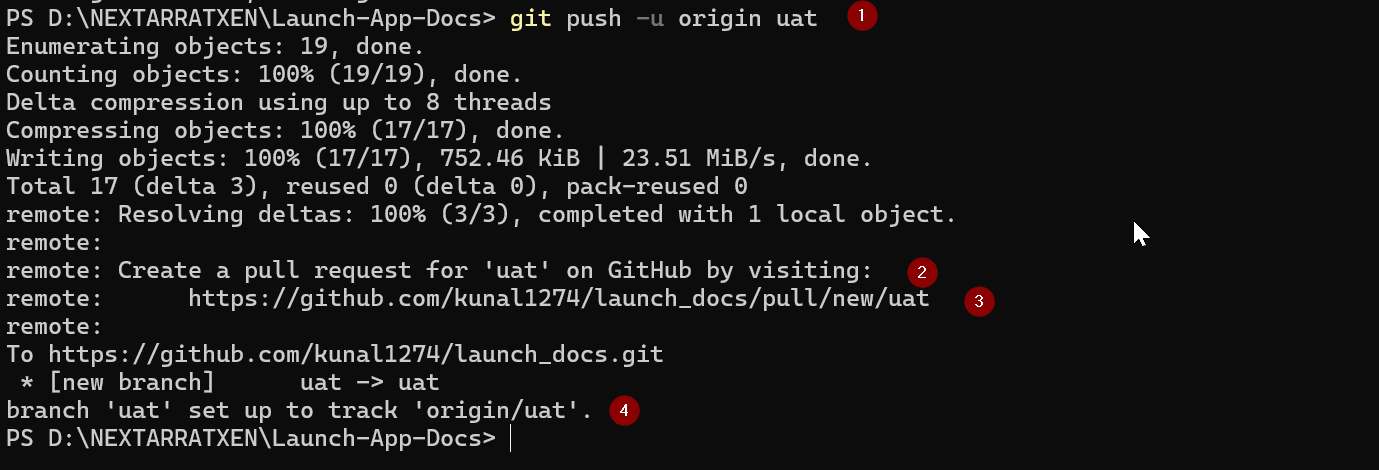 PS D:\NEXTARRATXEN\Launch-App-Docs> git push -u origin uat 1
Enumerating objects: 19, done.
Counting objects: 100% (19/19), done.
Delta compression using up to 8 threads
Compressing objects: 100% (17/17), done.
Writing objects: 100% (17/17), 752.46 KiB | 23.51 MiB/s, done.
Total 17 (delta 3), reused 0 (delta 0), pack-reused 0
remote: Resolving deltas: 100% (3/3), completed with 1 local object.
remote:
remote: Create a pull request for 'uat' on GitHub by visiting: 2
remote:      https://github.com/kunal1274/launch_docs/pull/new/uat 3
remote:
To https://github.com/kunal1274/launch_docs.git
 * [new branch]      uat -> uat
branch 'uat' set up to track 'origin/uat'. 4
PS D:\NEXTARRATXEN\Launch-App-Docs>